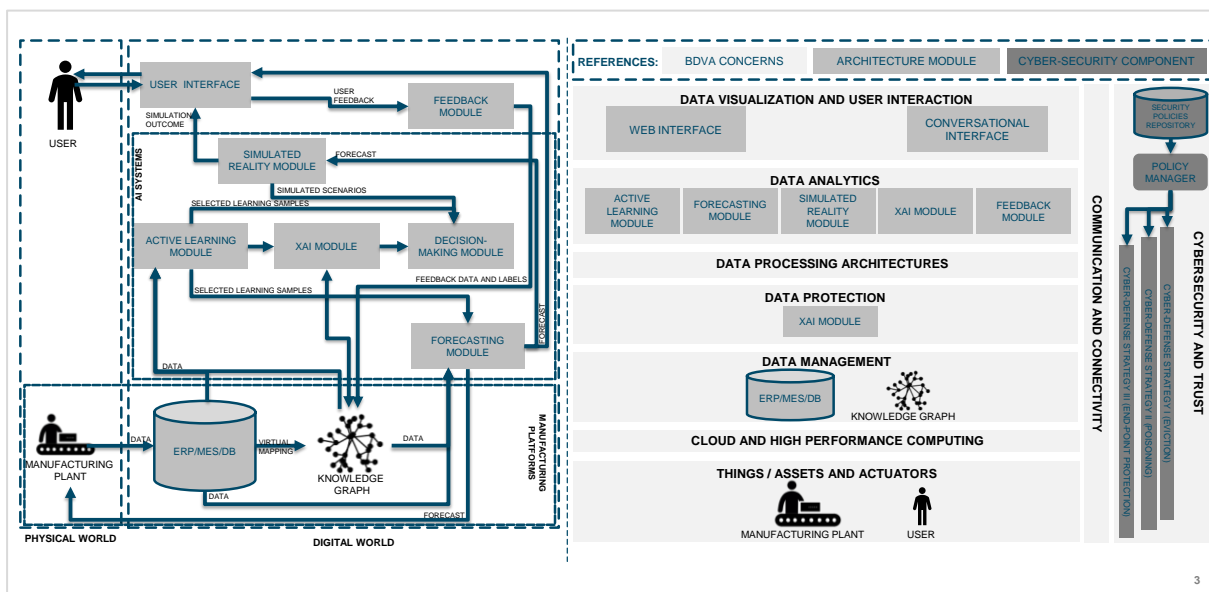 USER INTERFACE
USER
FEEDBACK
FEEDBACK
MODULE
SIMULATION
OUTCOME
USER
AI SYSTEMS
SIMULATED
REALITY MODULE
FORECAST
SIMULATED SCENARIOS
SELECTED LEARNING SAMPLES
ACTIVE LEARNING
MODULE
XAI MODULE
DECISION-
MAKING MODULE
FEEDBACK DATA AND LABELS
SELECTED LEARNING SAMPLES
FORECAST
FORECASTING
MODULE
DATA
MANUFACTURING
PLATFORMS
DATA
MANUFACTURING
PLANT
ERP/MES/DB
VIRTUAL
MAPPING
KNOWLEDGE
GRAPH
DATA
DATA
FORECAST
PHYSICAL WORLD
DIGITAL WORLD
REFERENCES:
BDVA CONCERNS
ARCHITECTURE MODULE
CYBER-SECURITY COMPONENT
DATA VISUALIZATION AND USER INTERACTION
WEB INTERFACE
CONVERSATIONAL
INTERFACE
DATA ANALYTICS
ACTIVE
LEARNING
MODULE
FORECASTING
MODULE
SIMULATED
REALITY
MODULE
XAI MODULE
FEEDBACK
MODULE
DATA PROCESSING ARCHITECTURES
DATA PROTECTION
XAI MODULE
DATA MANAGEMENT
ERP/MES/DB
KNOWLEDGE GRAPH
CLOUD AND HIGH PERFORMANCE COMPUTING
THINGS / ASSETS AND ACTUATORS
MANUFACTURING PLANT
USER
COMMUNICATION AND CONNECTIVITY
SECURITY
POLICIES
REPOSITORY
POLICY
MANAGER
CYBER-DEFENSE STRATEGY III (END-POINT PROTECTION)
CYBER-DEFENSE STRATEGY II (POISONING)
CYBER-DEFENSE STRATEGY I (EVICTION)
CYBERSECURITY AND TRUST
3